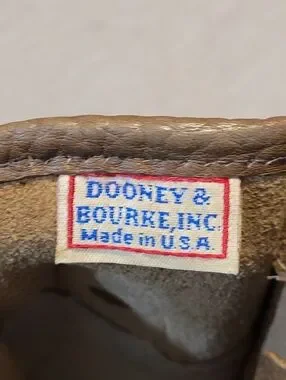 DOONEY &
BOURKE, INC.
Made in U.S.A.